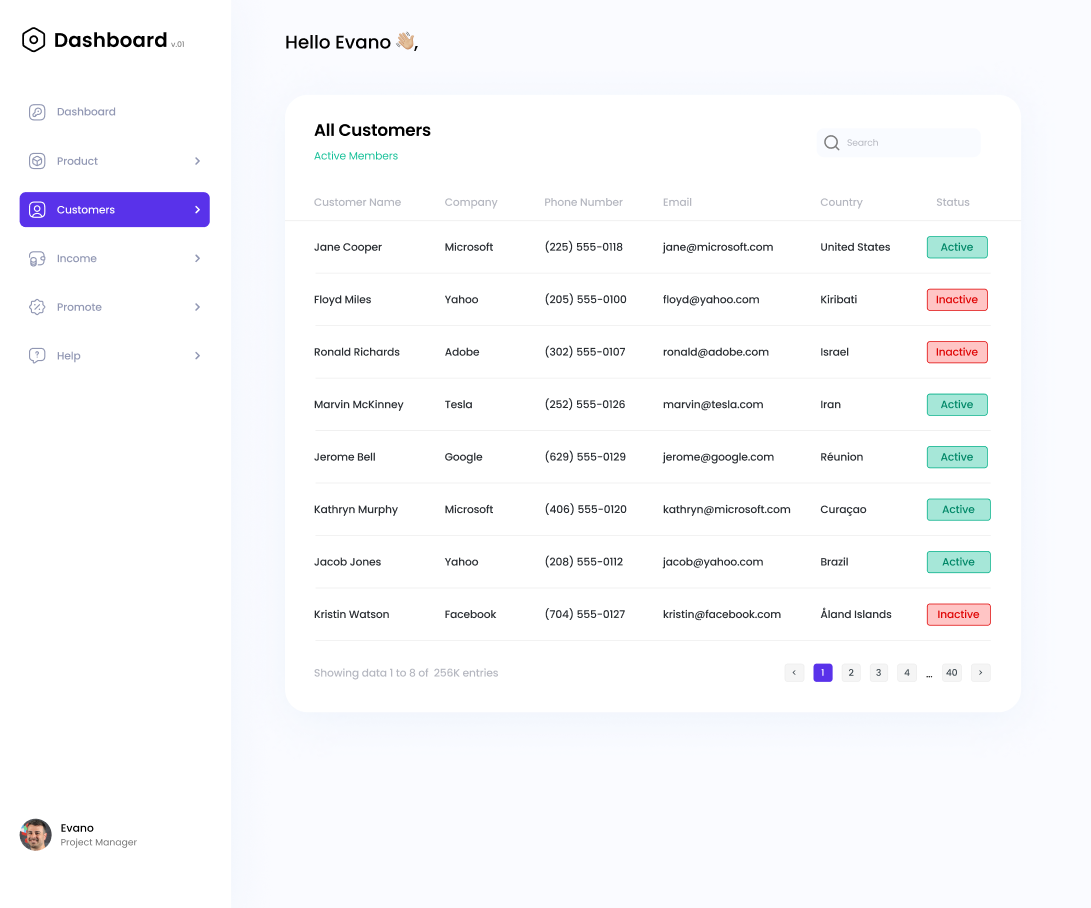 Dashboard v.01
Dashboard
Product
Customers
Income
Promote
Help
Evano
Project Manager
Hello Evano 👋🏼,
All Customers
Active Members
Search
Customer Name Company Phone Number Email Country Status
Jane Cooper Microsoft (225) 555-0118 jane@microsoft.com United States Active
Floyd Miles Yahoo (205) 555-0100 floyd@yahoo.com Kiribati Inactive
Ronald Richards Adobe (302) 555-0107 ronald@adobe.com Israel Inactive
Marvin McKinney Tesla (252) 555-0126 marvin@tesla.com Iran Active
Jerome Bell Google (629) 555-0129 jerome@google.com Réunion Active
Kathryn Murphy Microsoft (406) 555-0120 kathryn@microsoft.com Curaçao Active
Jacob Jones Yahoo (208) 555-0112 jacob@yahoo.com Brazil Active
Kristin Watson Facebook (704) 555-0127 kristin@facebook.com Åland Islands Inactive
Showing data 1 to 8 of 256K entries < 1 2 3 4 ... 40 >